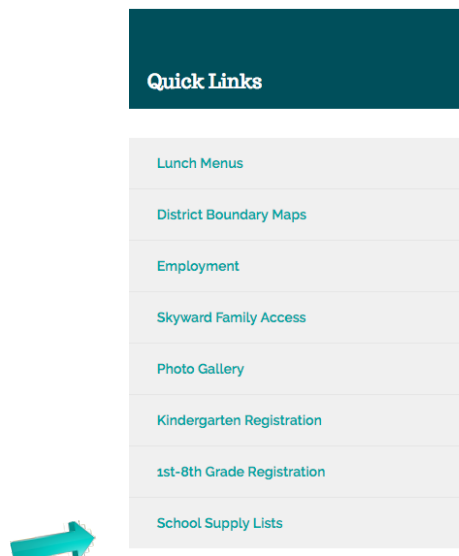 Quick Links
Lunch Menus
District Boundary Maps
Employment
Skyward Family Access
Photo Gallery
Kindergarten Registration
1st-8th Grade Registration
School Supply Lists